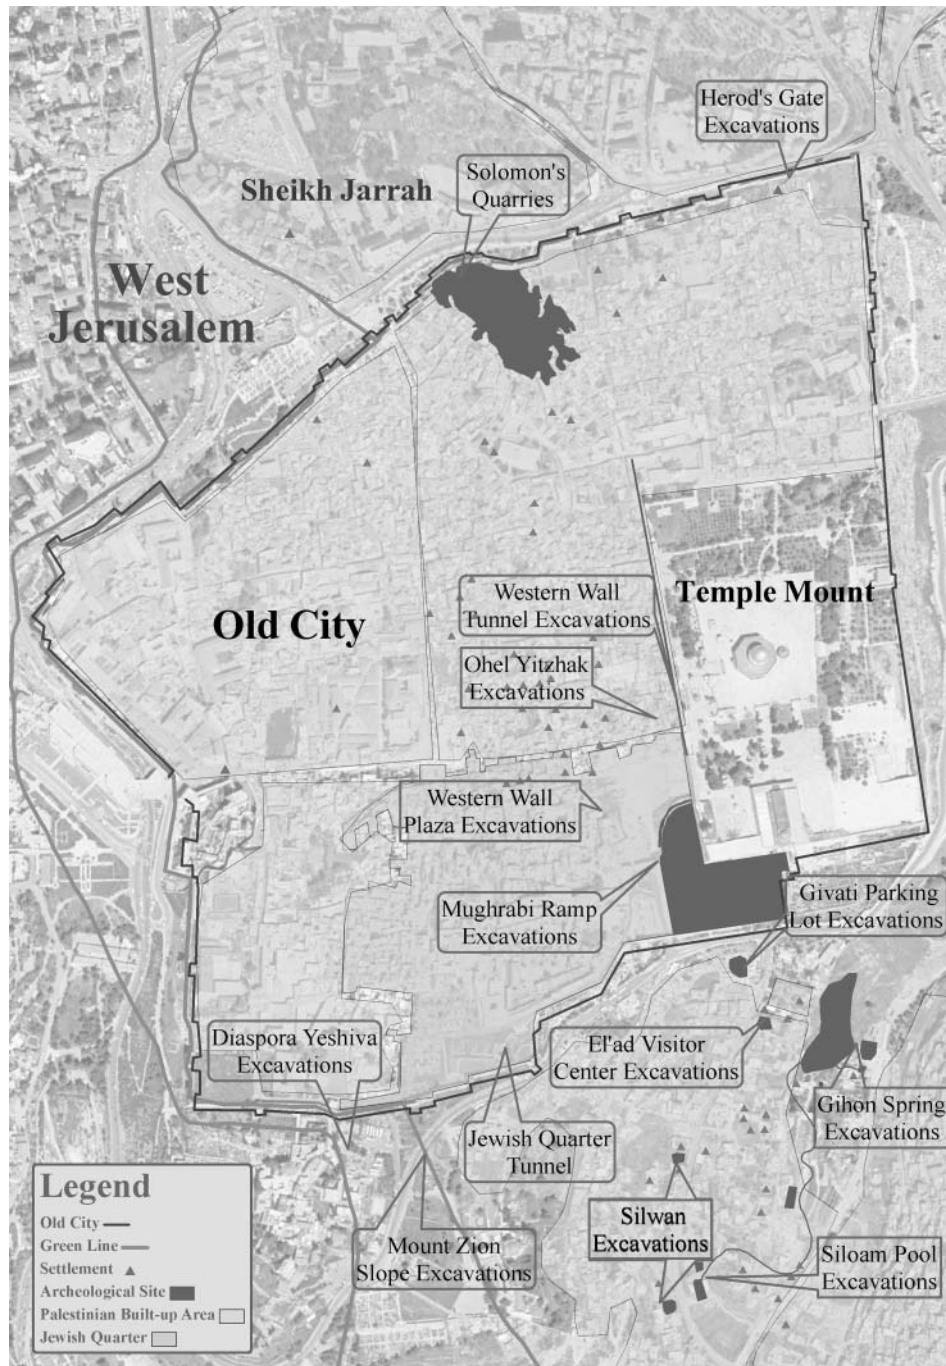 Herod's Gate
Excavations
Solomon's
Quarries
Sheikh Jarrah
West
Jerusalem
Western Wall
Tunnel Excavations
Temple Mount
Old City
Ohel Yitzhak
Excavations
Western Wall
Plaza Excavations
Mughrabi Ramp
Excavations
Givati Parking
Lot Excavations
Diaspora Yeshiva
Excavations
El'ad Visitor
Center Excavations
Gihon Spring
Excavations
Jewish Quarter
Tunnel
Silwan
Excavations
Mount Zion
Slope Excavations
Siloam Pool
Excavations
Legend
Old City
Green Line
Settlement
Archeological Site
Palestinian Built-up Area
Jewish Quarter